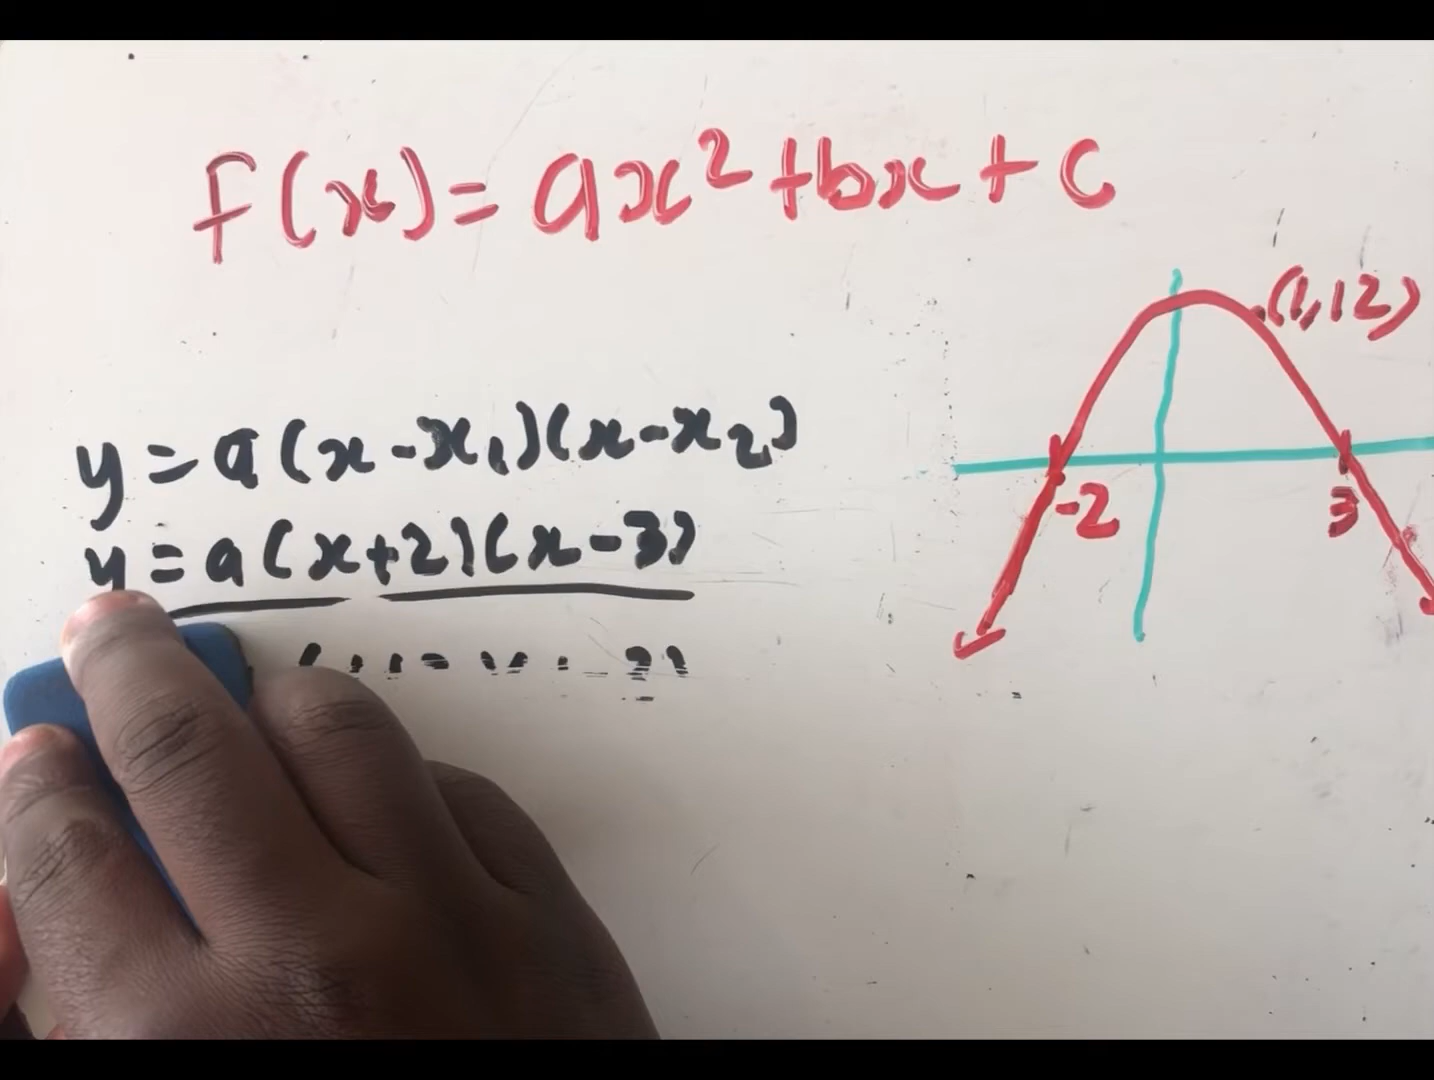 f(x) = ax² + bx + c
(1,12)
y = a(x-x₁)(x-x₂)
y = a(x+2)(x-3)
-2
3